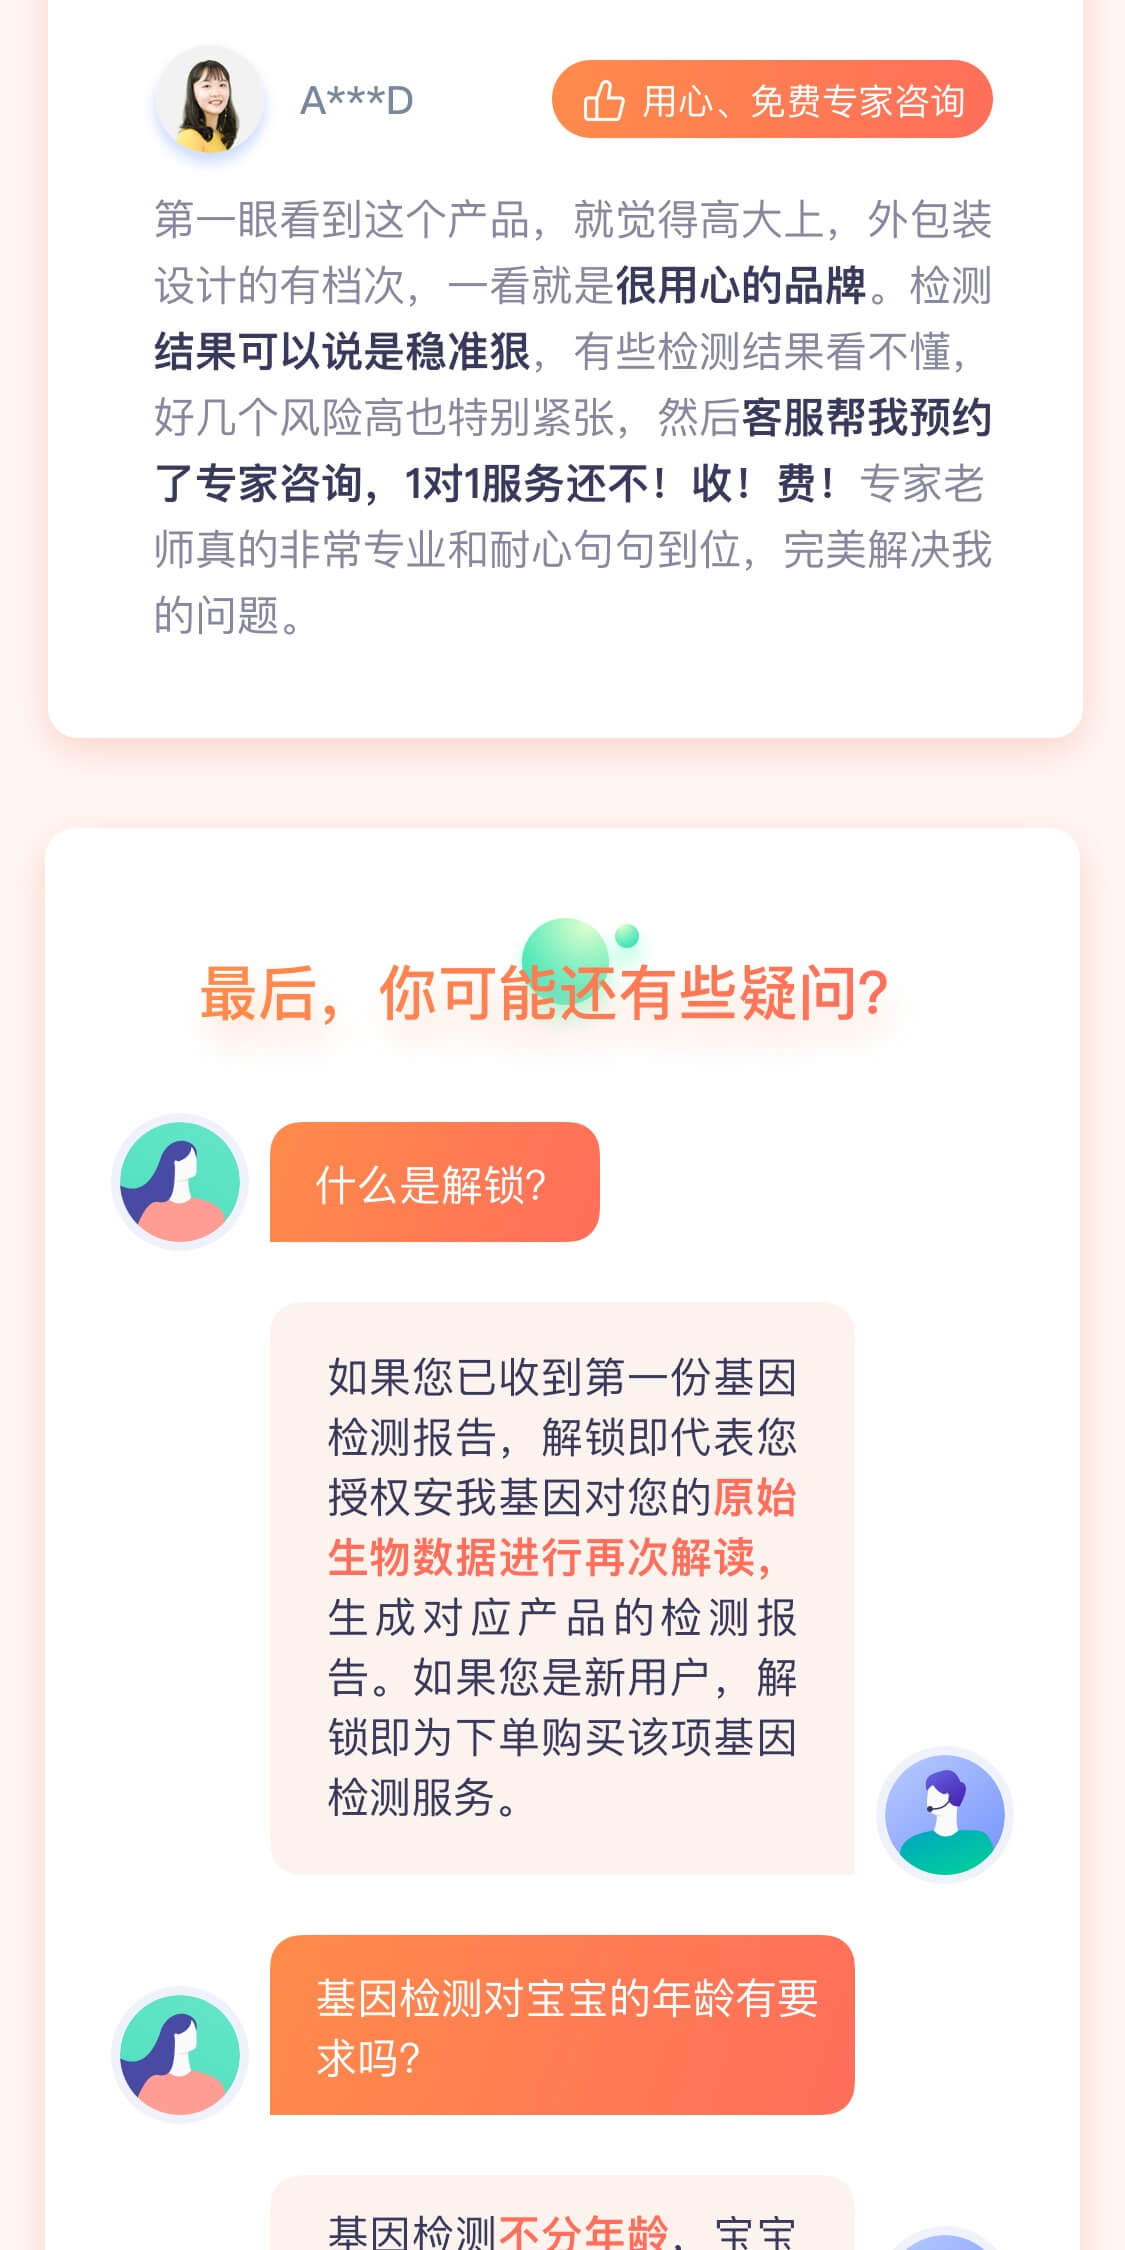 A***D
用心、免费专家咨询
第一眼看到这个产品，就觉得高大上，外包装
设计的有档次，一看就是很用心的品牌。检测
结果可以说是稳准狠，有些检测结果看不懂，
好几个风险高也特别紧张，然后客服帮我预约
了专家咨询，1对1服务还不！收！费！专家老
师真的非常专业和耐心句句到位，完美解决我
的问题。
最后，你可能还有些疑问?
什么是解锁?
如果您已收到第一份基因
检测报告，解锁即代表您
授权安我基因对您的原始
生物数据进行再次解读，
生成对应产品的检测报
告。如果您是新用户，解
锁即为下单购买该项基因
检测服务。
基因检测对宝宝的年龄有要
求吗?
基因检测不分年龄，宝宝